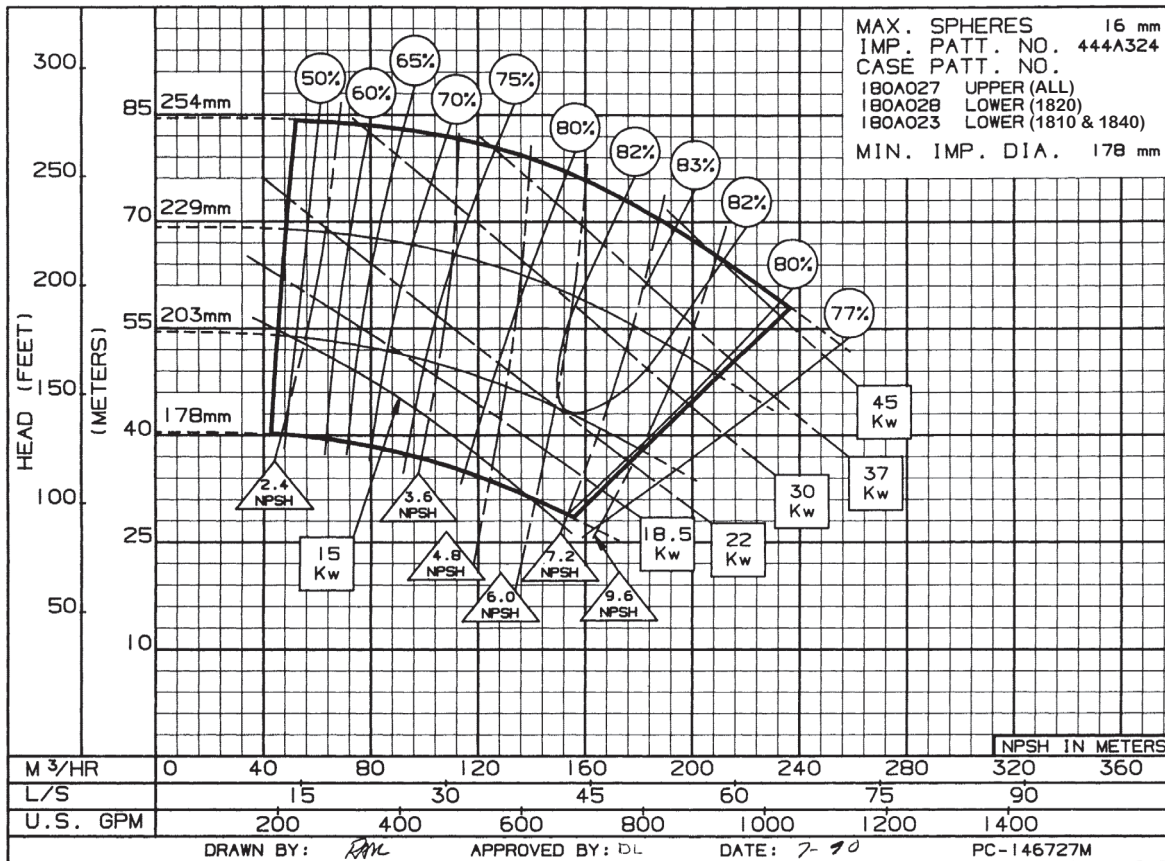 MAX. SPHERES 16 mm
IMP. PATT. NO. 444A324
CASE PATT. NO.
180A027 UPPER (ALL)
180A028 LOWER (1820)
180A023 LOWER (1810 & 1840)
MIN. IMP. DIA. 178 mm
HEAD (FEET)
(METERS)
300
250
200
150
100
50
85
70
55
40
25
10
254mm
229mm
203mm
178mm
50%
60%
65%
70%
75%
80%
82%
83%
82%
80%
77%
2.4 NPSH
3.6 NPSH
4.8 NPSH
6.0 NPSH
7.2 NPSH
9.6 NPSH
15 Kw
18.5 Kw
22 Kw
30 Kw
37 Kw
45 Kw
NPSH IN METERS
M³/HR 0 40 80 120 160 200 240 280 320 360
L/S 15 30 45 60 75 90
U.S. GPM 200 400 600 800 1000 1200 1400
DRAWN BY: APPROVED BY: DL DATE: 7-90 PC-146727M